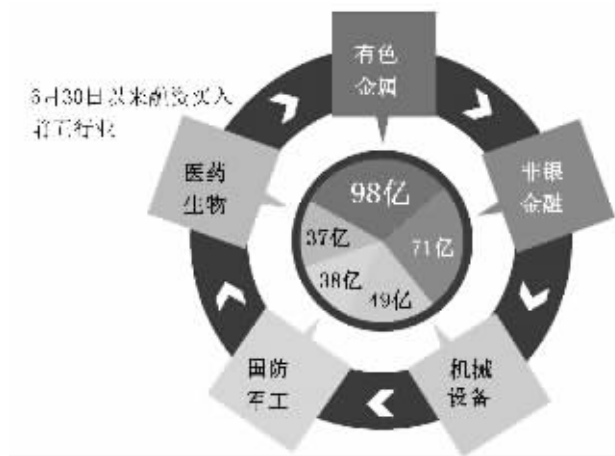 6月30日以来融资买入
前五行业
有色
金属
非银
金融
机械
设备
国防
军工
医药
生物
98亿
71亿
49亿
38亿
37亿